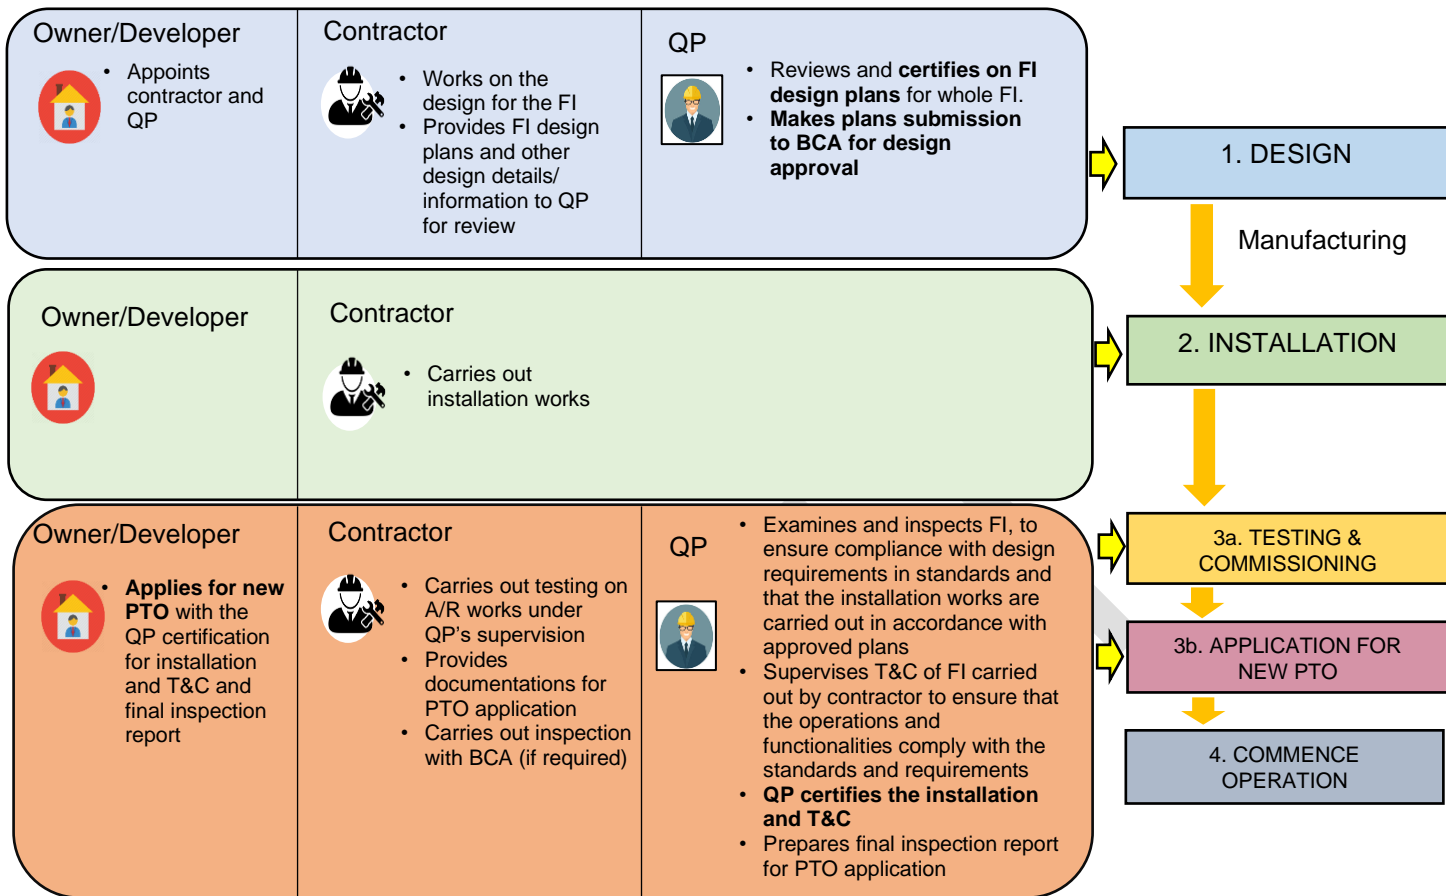 Owner/Developer
• Appoints
contractor and
QP
Contractor
• Works on the
design for the FI
• Provides FI design
plans and other
design details/
information to QP
for review
QP
• Reviews and certifies on FI
design plans for whole FI.
• Makes plans submission
to BCA for design
approval
1. DESIGN
Manufacturing
Owner/Developer
Contractor
• Carries out
installation works
2. INSTALLATION
Owner/Developer
• Applies for new
PTO with the
QP certification
for installation
and T&C and
final inspection
report
Contractor
• Carries out testing on
A/R works under
QP's supervision
• Provides
documentations for
PTO application
• Carries out inspection
with BCA (if required)
QP
• Examines and inspects FI, to
ensure compliance with design
requirements in standards and
that the installation works are
carried out in accordance with
approved plans
• Supervises T&C of FI carried
out by contractor to ensure that
the operations and
functionalities comply with the
standards and requirements
• QP certifies the installation
and T&C
• Prepares final inspection report
for PTO application
3a. TESTING &
COMMISSIONING
3b. APPLICATION FOR
NEW PTO
4. COMMENCE
OPERATION